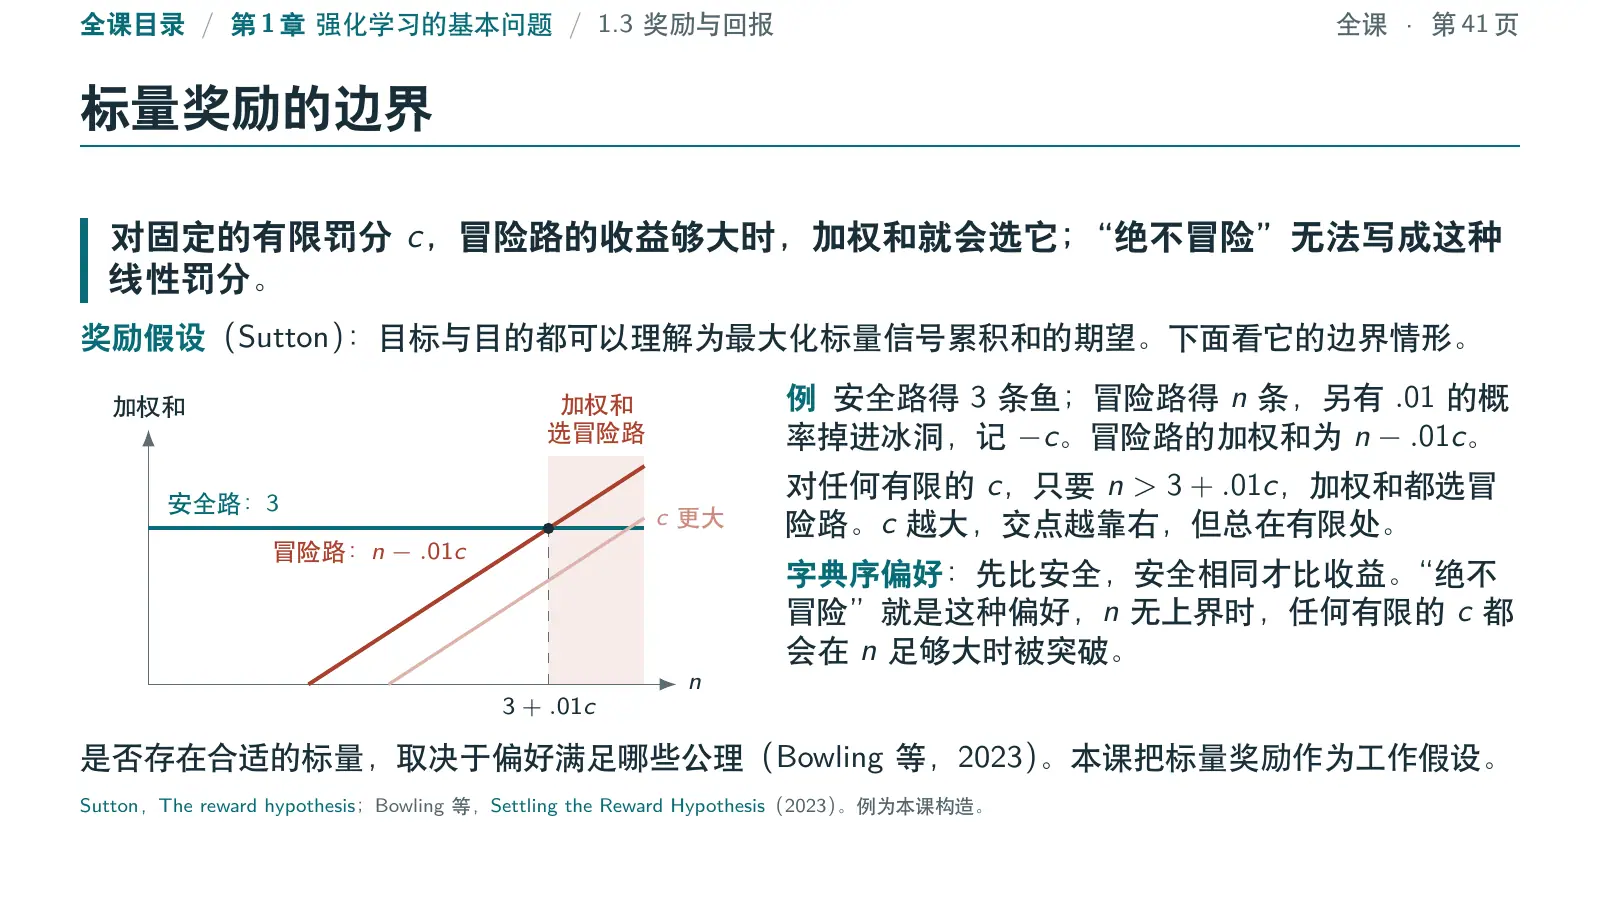 全课目录 / 第 1 章 强化学习的基本问题 / 1.3 奖励与回报
全课 · 第 41 页
标量奖励的边界
对固定的有限罚分 c，冒险路的收益够大时，加权和就会选它；“绝不冒险”无法写成这种
线性罚分。
奖励假设（Sutton）：目标与目的都可以理解为最大化标量信号累积和的期望。下面看它的边界情形。
加权和
加权和
选冒险路
安全路：3
c 更大
冒险路：n − .01c
n
3 + .01c
例 安全路得 3 条鱼；冒险路得 n 条，另有 .01 的概
率掉进冰洞，记 −c。冒险路的加权和为 n − .01c。
对任何有限的 c，只要 n > 3 + .01c，加权和都选冒
险路。c 越大，交点越靠右，但总在有限处。
字典序偏好：先比安全，安全相同才比收益。“绝不
冒险”就是这种偏好，n 无上界时，任何有限的 c 都
会在 n 足够大时被突破。
是否存在合适的标量，取决于偏好满足哪些公理（Bowling 等，2023）。本课把标量奖励作为工作假设。
Sutton，The reward hypothesis；Bowling 等，Settling the Reward Hypothesis（2023）。例为本课构造。